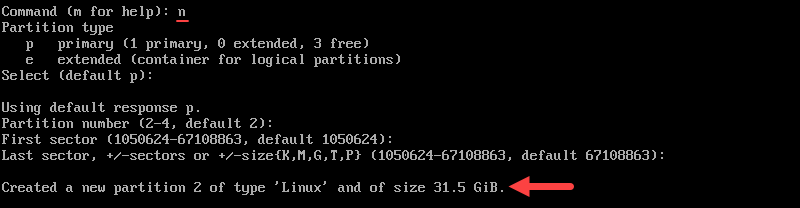 Command (m for help): n
Partition type
   p   primary (1 primary, 0 extended, 3 free)
   e   extended (container for logical partitions)
Select (default p):
Using default response p.
Partition number (2-4, default 2):
First sector (1050624-67108863, default 1050624):
Last sector, +/-sectors or +/-size{K,M,G,T,P} (1050624-67108863, default 67108863):
Created a new partition 2 of type 'Linux' and of size 31.5 GiB.